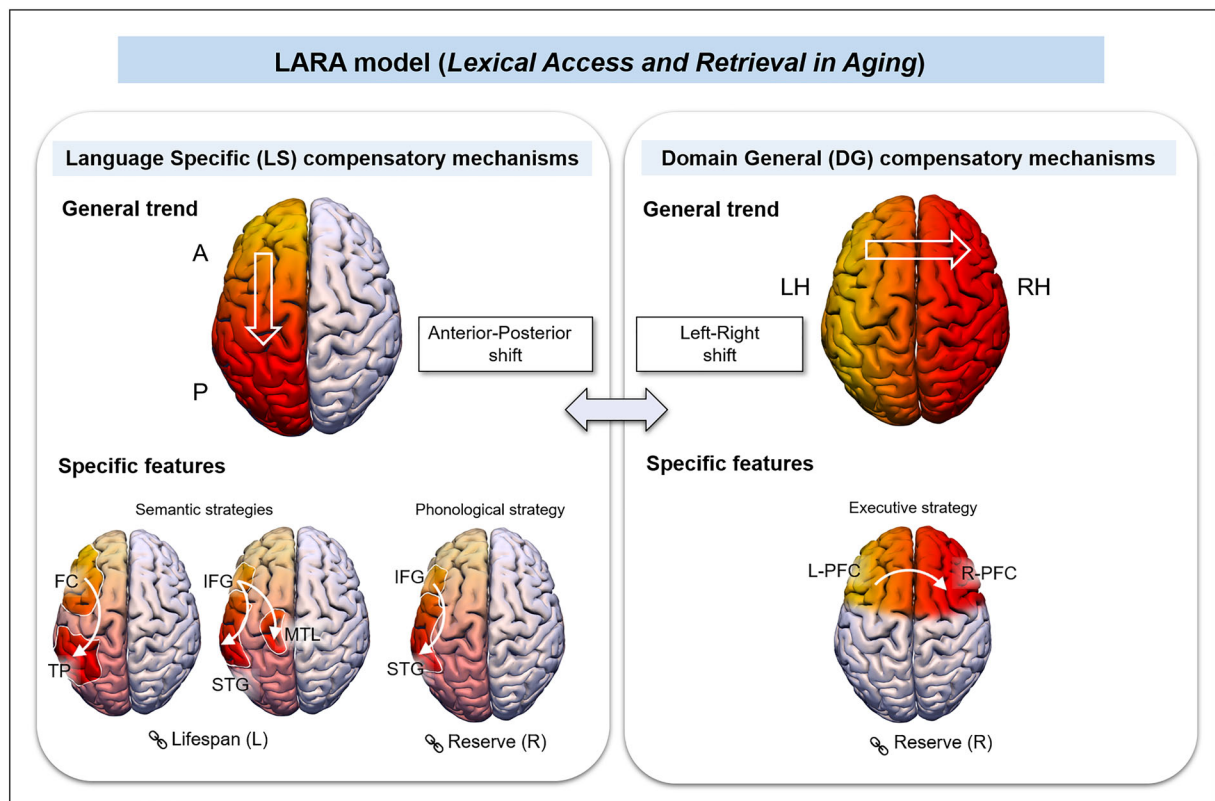 LARA model (Lexical Access and Retrieval in Aging)
Language Specific (LS) compensatory mechanisms
General trend
A
P
Anterior-Posterior
shift
Specific features
Semantic strategies
Phonological strategy
FC
TP
IFG
MTL
STG
IFG
STG
Lifespan (L)
Reserve (R)
Domain General (DG) compensatory mechanisms
General trend
LH
RH
Left-Right
shift
Specific features
Executive strategy
L-PFC
R-PFC
Reserve (R)